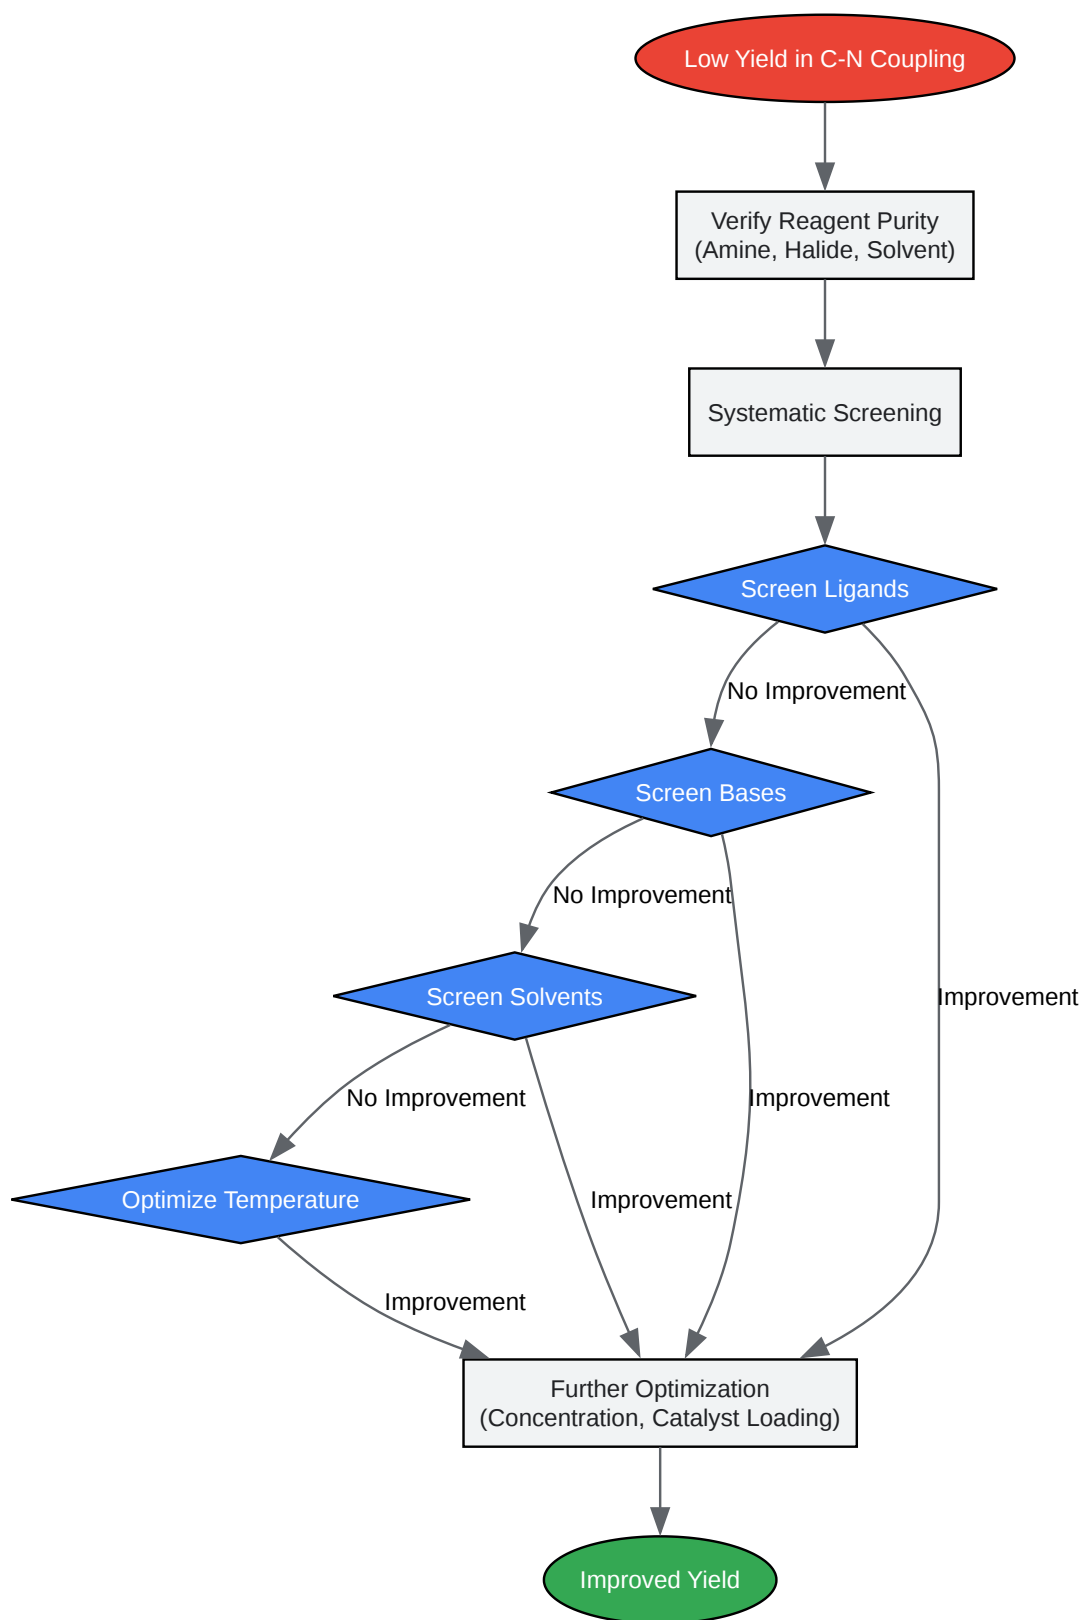 Low Yield in C-N Coupling
Verify Reagent Purity
(Amine, Halide, Solvent)
Systematic Screening
Screen Ligands
No Improvement
Screen Bases
No Improvement
Screen Solvents
Improvement
No Improvement
Improvement
Optimize Temperature
Improvement
Improvement
Further Optimization
(Concentration, Catalyst Loading)
Improved Yield